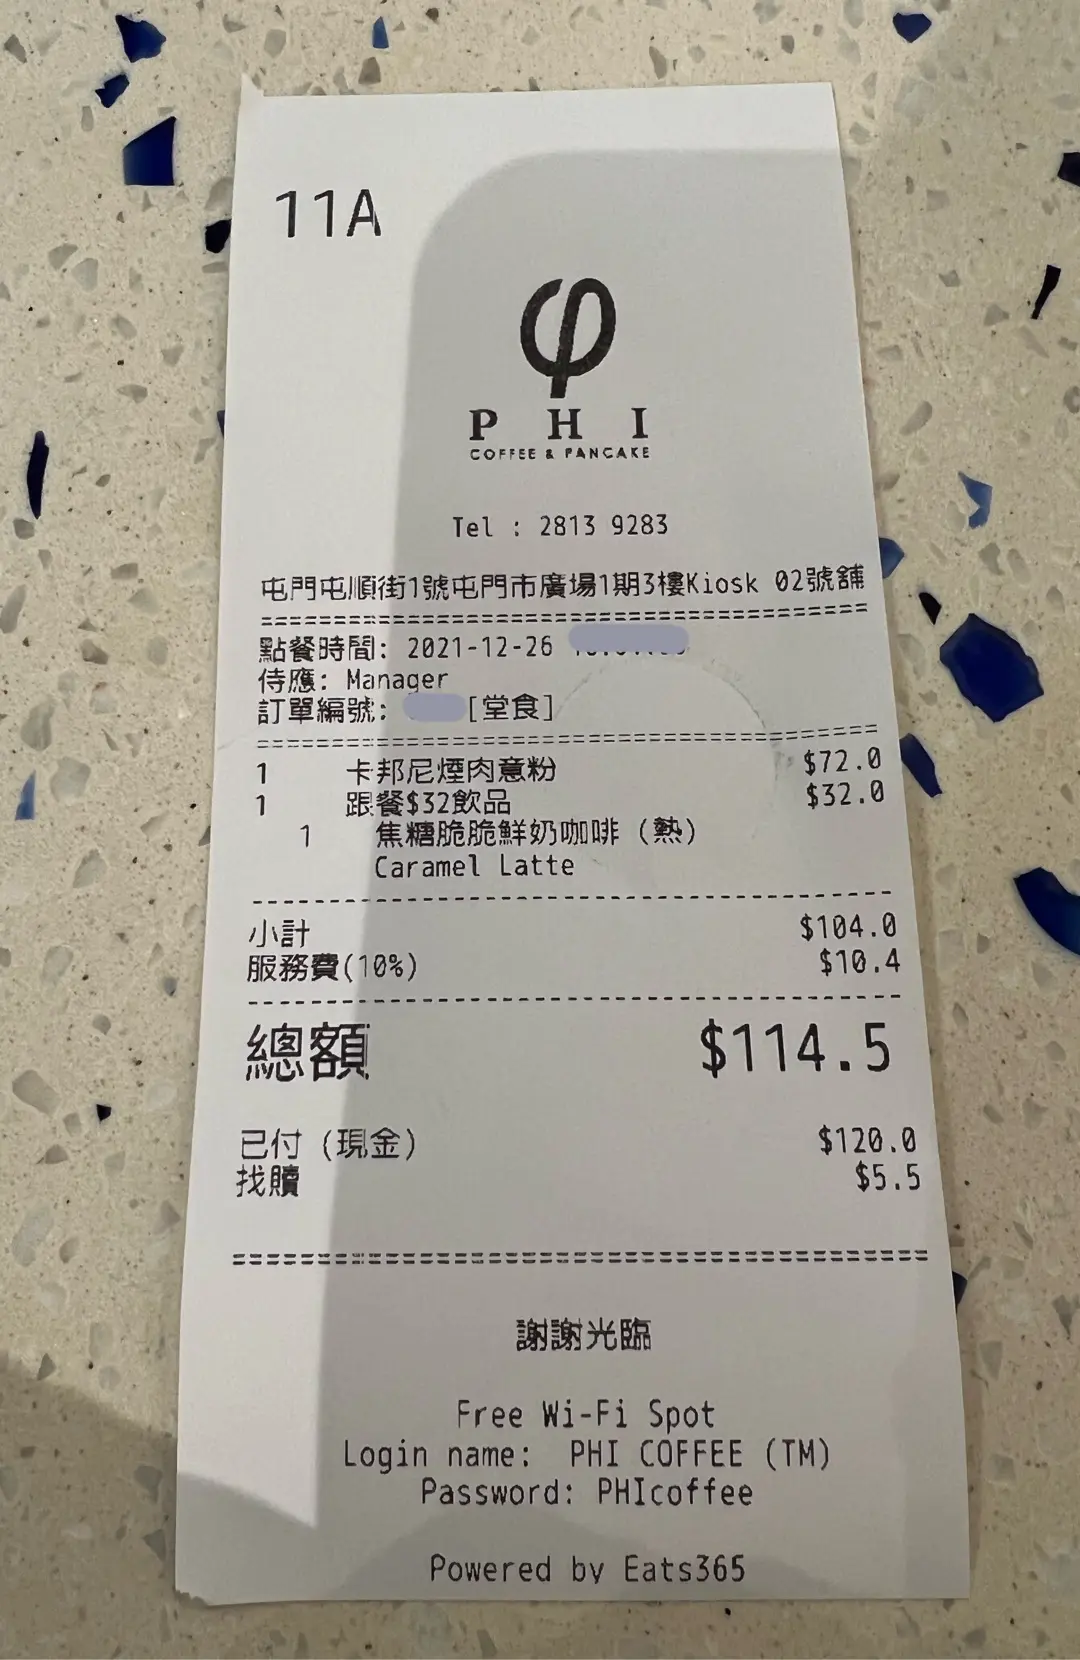 11A
φ
PHI
COFFEE & PANCAKE
Tel : 2813 9283
屯門屯順街1號屯門市廣場1期3樓Kiosk 02號舖
==========================================
點餐時間: 2021-12-26
侍應: Manager
訂單編號: [堂食]
==========================================
1 卡邦尼煙肉意粉 $72.0
1 跟餐$32飲品 $32.0
1 焦糖脆脆鮮奶咖啡 (熱)
Caramel Latte
------------------------------------------
小計 $104.0
服務費(10%) $10.4
------------------------------------------
總額 $114.5
已付 (現金) $120.0
找贖 $5.5
==========================================
謝謝光臨
Free Wi-Fi Spot
Login name: PHI COFFEE (TM)
Password: PHIcoffee
Powered by Eats365